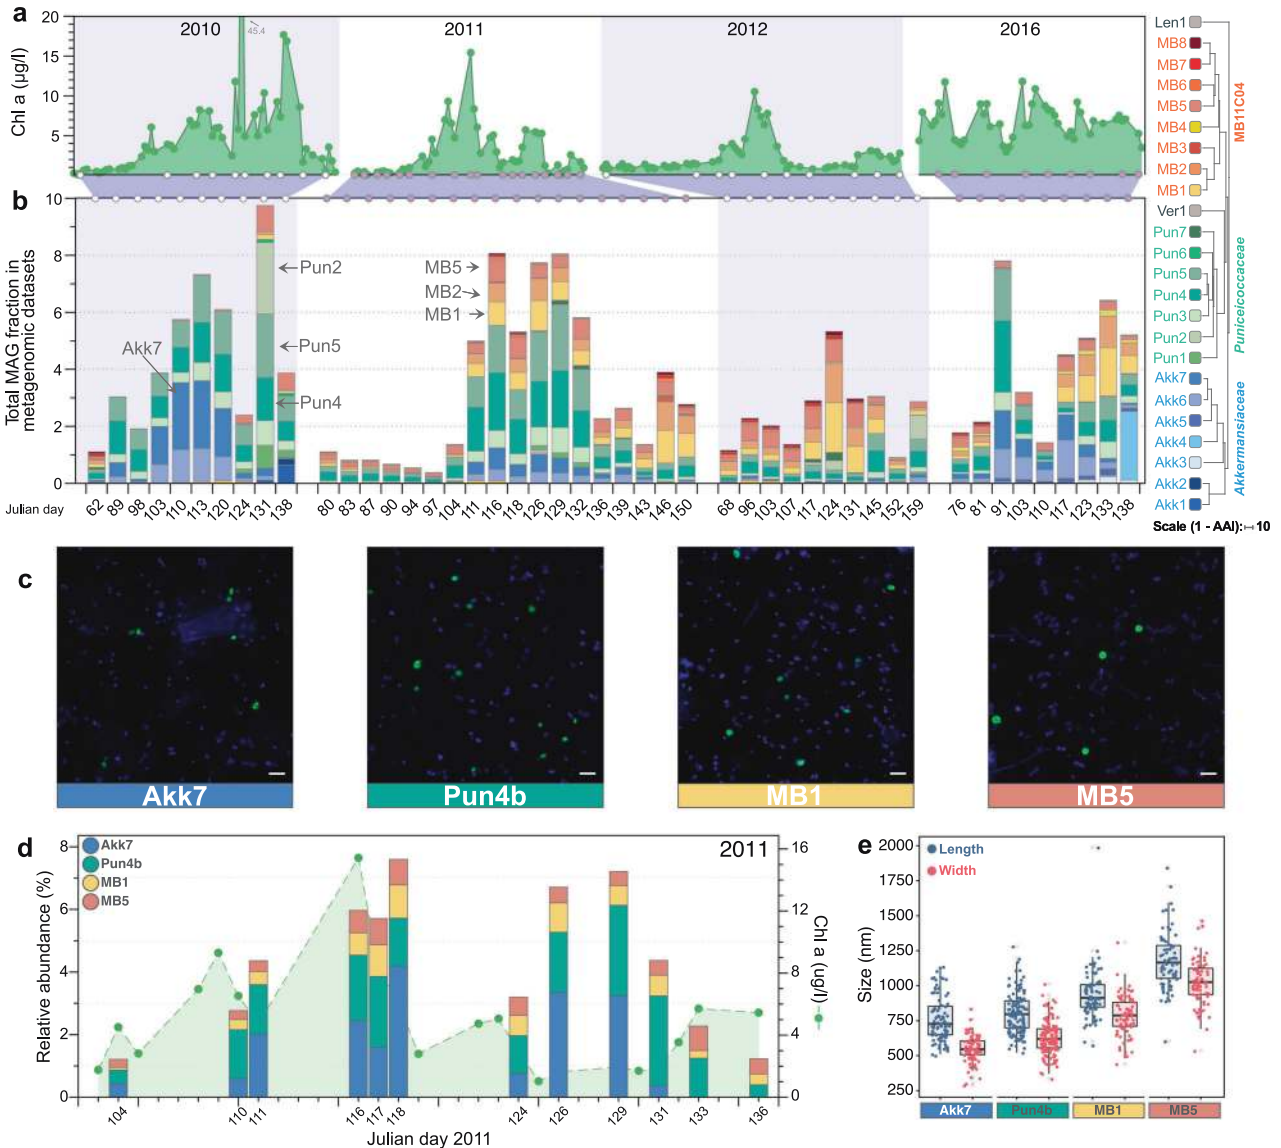 a
2010
2011
2012
2016
45.4
Chl a (µg/l)
20
15
10
5
b
Total MAG fraction in
metagenomic datasets
10
8
6
4
2
0
Akk7
Pun2
Pun5
Pun4
MB5
MB2
MB1
Julian day
62 89 98 103 110 113 120 124 131 138
80 83 87 90 94 97 104 111 116 118 126 128 132 136 139 143 146 150
68 96 103 107 117 124 131 145 152 159
76 81 91 103 110 117 123 133 138
Len1
MB8
MB7
MB6
MB5
MB4
MB3
MB2
MB1
Ver1
Pun7
Pun6
Pun5
Pun4
Pun3
Pun2
Pun1
Akk7
Akk6
Akk5
Akk4
Akk3
Akk2
Akk1
MB11C04
Puniceicoccaceae
Akkermansiaceae
Scale (1 - AAI): 10
c
Akk7
Pun4b
MB1
MB5
d
2011
Akk7
Pun4b
MB1
MB5
Relative abundance (%)
8
6
4
2
0
16
12
8
4
0
Chl a (ug/l)
104 110 111 116 117 118 124 126 129 131 133 136
Julian day 2011
e
Length
Width
Size (nm)
2000
1750
1500
1250
1000
750
500
250
Akk7
Pun4b
MB1
MB5